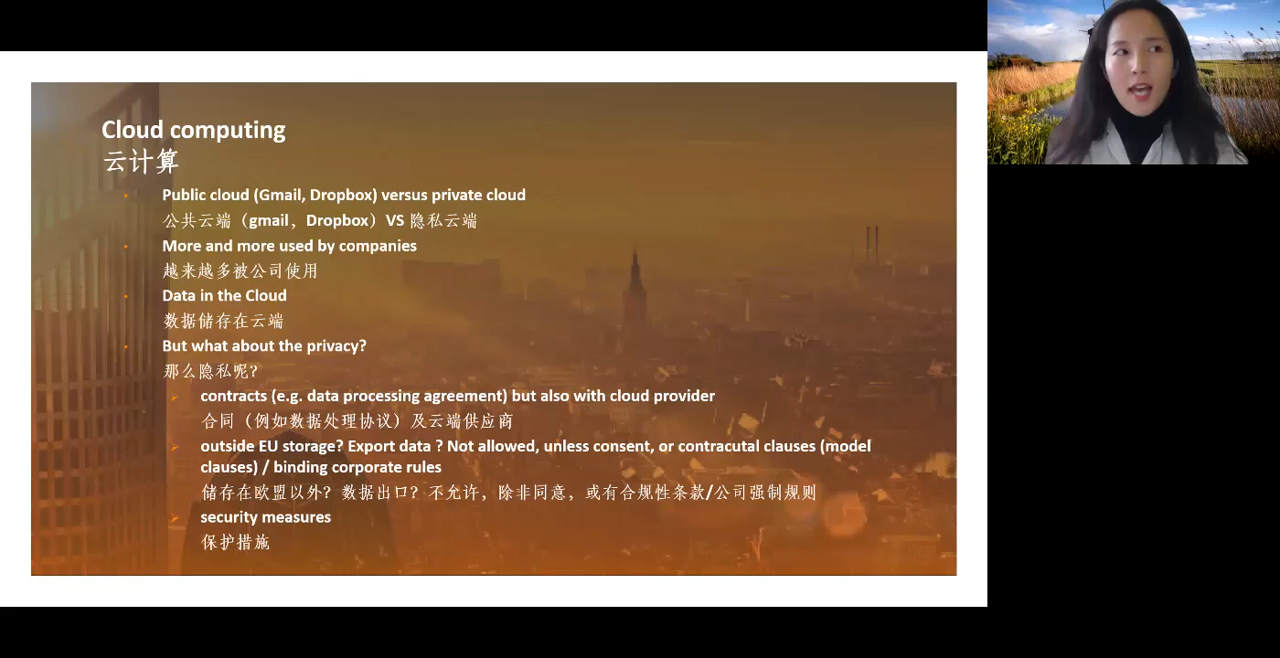 Cloud computing
云计算
Public cloud (Gmail, Dropbox) versus private cloud
公共云端（gmail，Dropbox）VS 隐私云端
More and more used by companies
越来越多被公司使用
Data in the Cloud
数据储存在云端
But what about the privacy?
那么隐私呢？
contracts (e.g. data processing agreement) but also with cloud provider
合同（例如数据处理协议）及云端供应商
outside EU storage? Export data ? Not allowed, unless consent, or contracutal clauses (model
clauses) / binding corporate rules
储存在欧盟以外？数据出口？不允许，除非同意，或有合规性条款/公司强制规则
security measures
保护措施